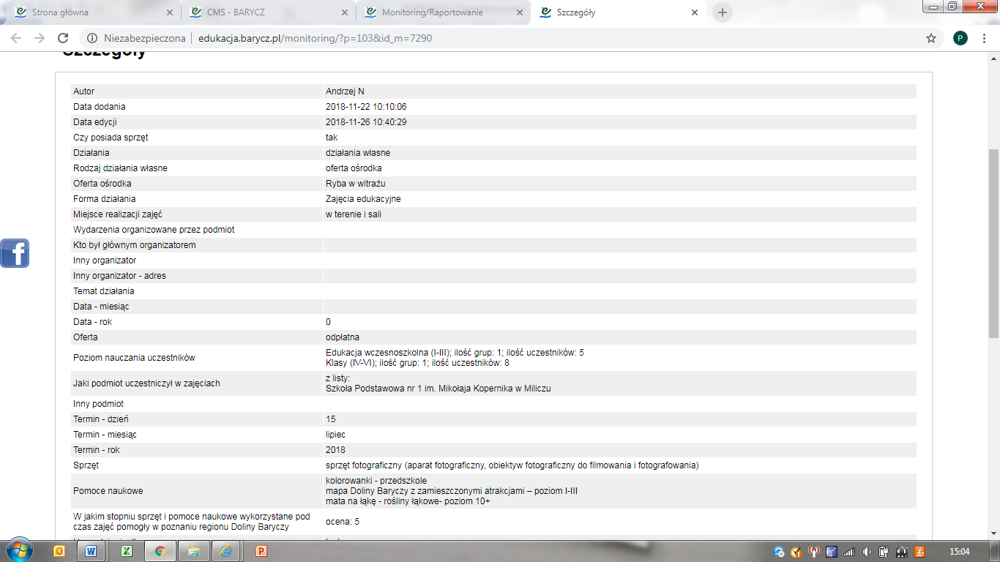 Strona główna
CMS - BARYCZ
Monitoring/Raportowanie
Szczegóły
Niezabezpieczona
edukacja.barycz.pl/monitoring/?p=103&id_m=7290
P
Szczegóły
Autor Andrzej N
Data dodania 2018-11-22 10:10:06
Data edycji 2018-11-26 10:40:29
Czy posiada sprzęt tak
Działania działania własne
Rodzaj działania własne oferta ośrodka
Oferta ośrodka Ryba w witrażu
Forma działania Zajęcia edukacyjne
Miejsce realizacji zajęć w terenie i sali
Wydarzenia organizowane przez podmiot
Kto był głównym organizatorem
Inny organizator
Inny organizator - adres
Temat działania
Data - miesiąc
Data - rok 0
Oferta odpłatna
Poziom nauczania uczestników
Edukacja wczesnoszkolna (I-III); ilość grup: 1; ilość uczestników: 5
Klasy (IV-VI); ilość grup: 1; ilość uczestników: 8
Jaki podmiot uczestniczył w zajęciach
z listy:
Szkoła Podstawowa nr 1 im. Mikołaja Kopernika w Miliczu
Inny podmiot
Termin - dzień 15
Termin - miesiąc lipiec
Termin - rok 2018
Sprzęt sprzęt fotograficzny (aparat fotograficzny, obiektyw fotograficzny do filmowania i fotografowania)
Pomoce naukowe
kolorowanki - przedszkole
mapa Doliny Baryczy z zamieszczonymi atrakcjami – poziom I-III
mata na łąkę - rośliny łąkowe- poziom 10+
W jakim stopniu sprzęt i pomoce naukowe wykorzystane pod
czas zajęć pomogły w poznaniu regionu Doliny Baryczy
ocena: 5
15:04